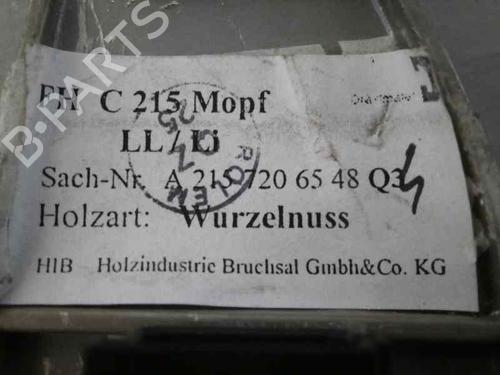 FH C 215 Mopf
LL / Li
Sach-Nr. A 215 720 65 48 Q3
Holzart: Wurzelnuss
HIB Holzindustrie Bruchsal Gmbh&Co. KG
B-PARTS